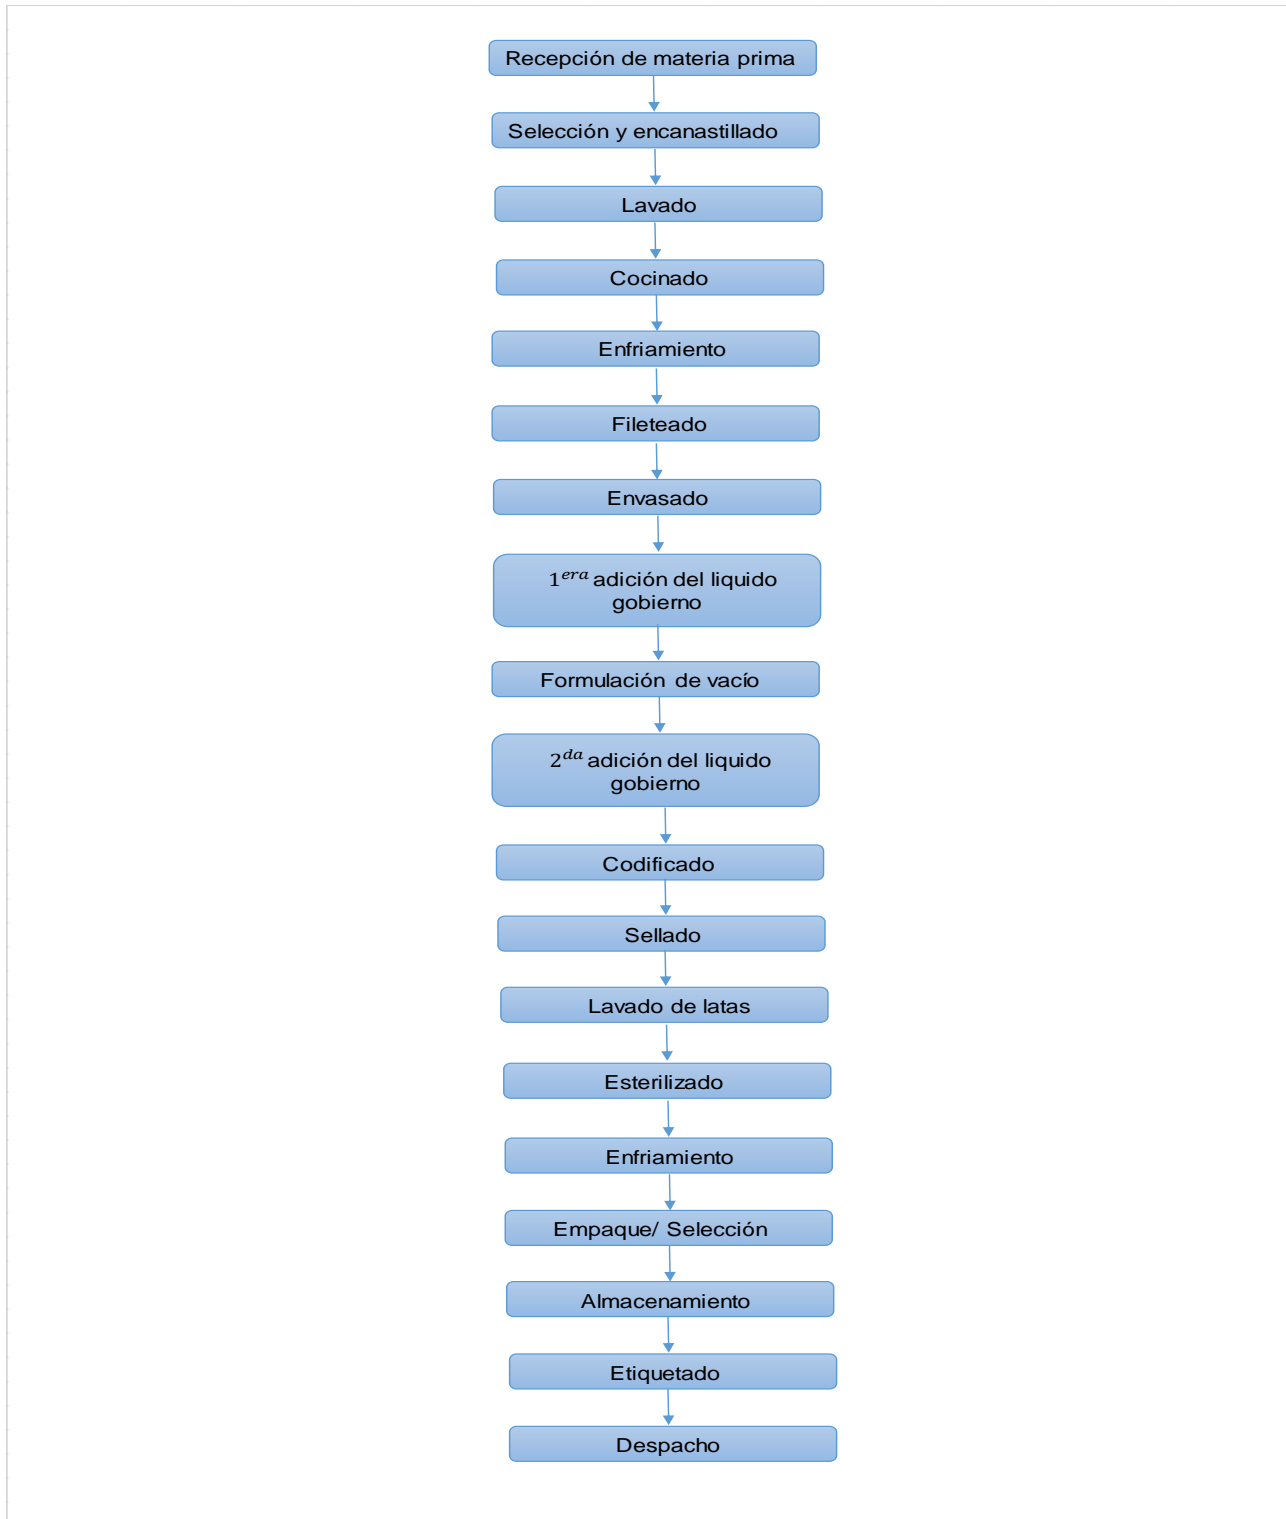 Recepción de materia prima
Selección y encanastillado
Lavado
Cocinado
Enfriamiento
Fileteado
Envasado
1era adición del liquido
gobierno
Formulación de vacío
2da adición del liquido
gobierno
Codificado
Sellado
Lavado de latas
Esterilizado
Enfriamiento
Empaque/ Selección
Almacenamiento
Etiquetado
Despacho